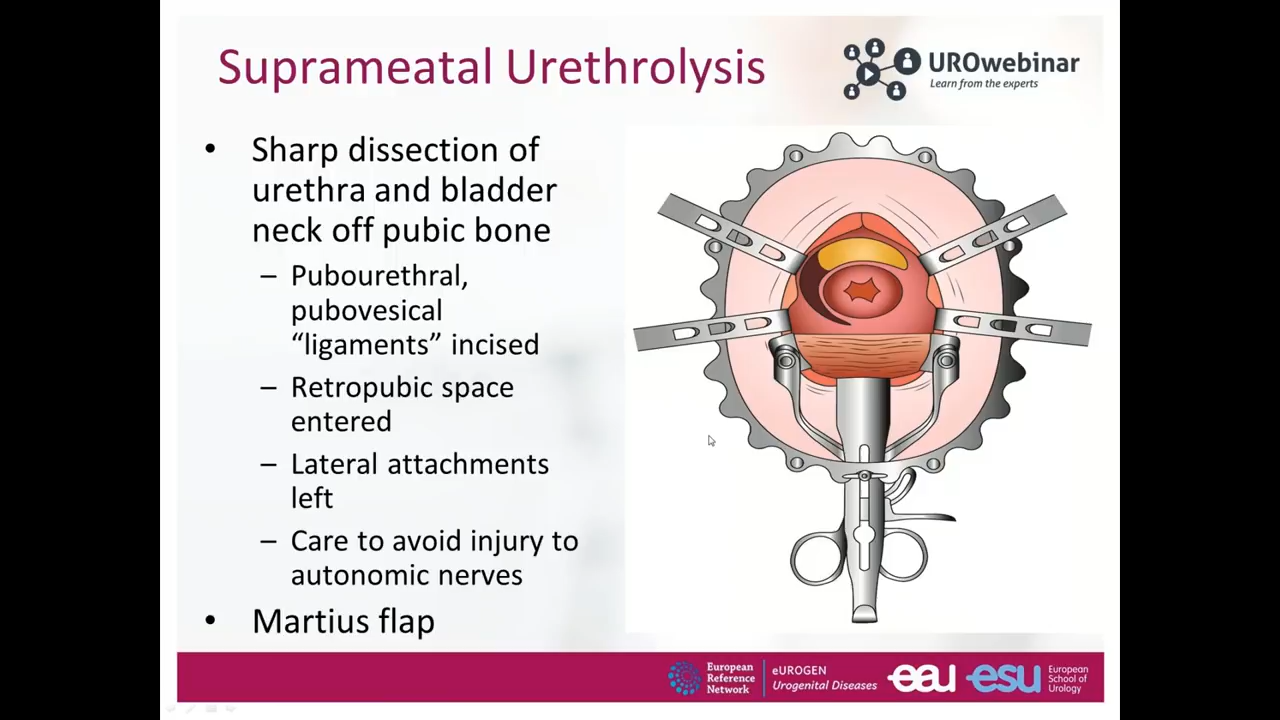 Suprameatal Urethrolysis
UROwebinar
Learn from the experts
• Sharp dissection of
urethra and bladder
neck off pubic bone
– Pubourethral,
pubovesical
“ligaments” incised
– Retropubic space
entered
– Lateral attachments
left
– Care to avoid injury to
autonomic nerves
• Martius flap
European
Reference
Network
eUROGEN
Urogenital Diseases
eau
esu
European
School of
Urology